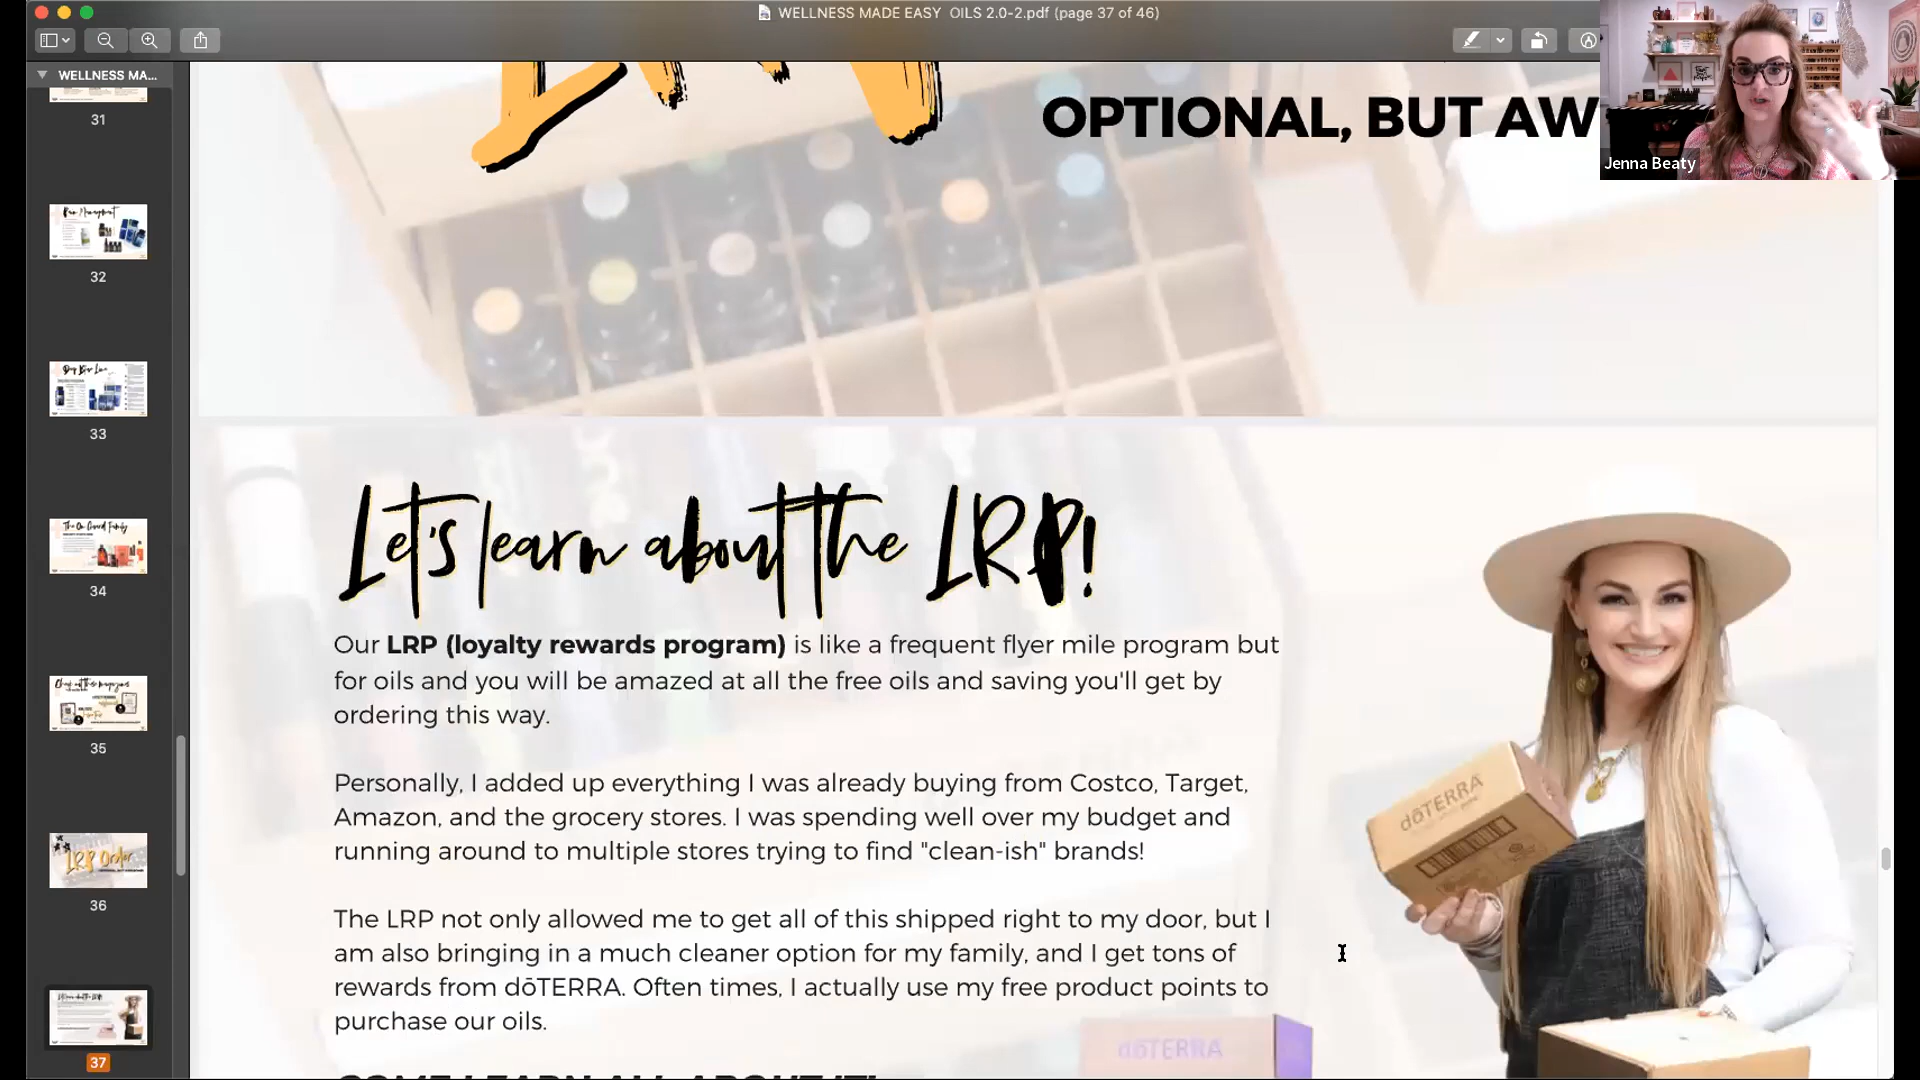 WELLNESS MADE EASY OILS 2.0-2.pdf (page 37 of 46)
WELLNESS MA...
31
32
33
34
35
LRP Order
36
37
OPTIONAL, BUT AW
Jenna Beaty
Let's learn about the LRP!
Our LRP (loyalty rewards program) is like a frequent flyer mile program but
for oils and you will be amazed at all the free oils and saving you'll get by
ordering this way.
Personally, I added up everything I was already buying from Costco, Target,
Amazon, and the grocery stores. I was spending well over my budget and
running around to multiple stores trying to find "clean-ish" brands!
The LRP not only allowed me to get all of this shipped right to my door, but I
am also bringing in a much cleaner option for my family, and I get tons of
rewards from dōTERRA. Often times, I actually use my free product points to
purchase our oils.
dōTERRA
dōTERRA